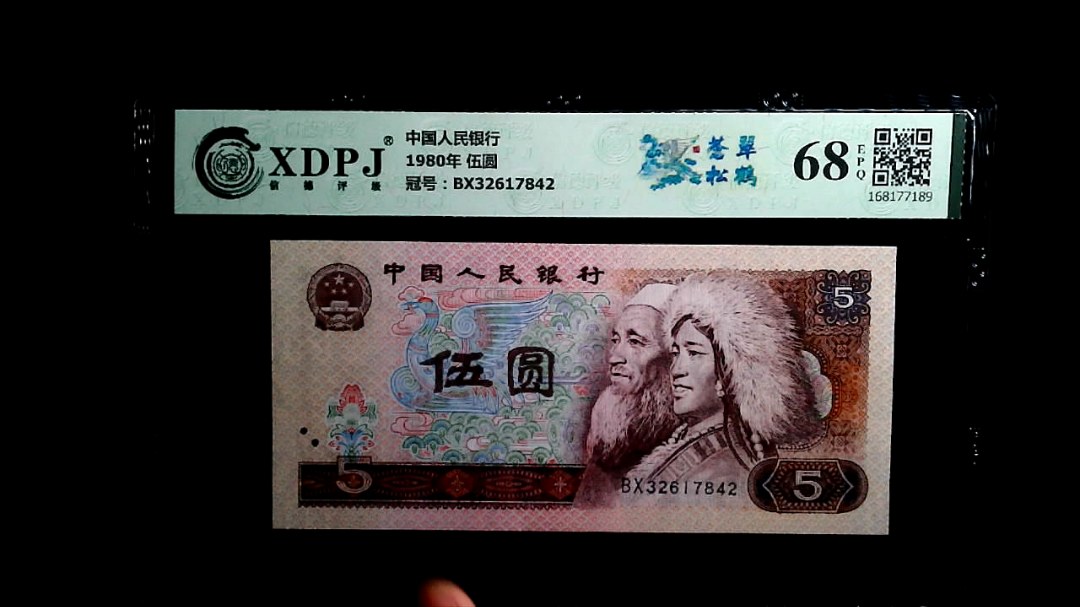 XDPJ®
信德评级
中国人民银行
1980年 伍圆
冠号：BX32617842
苍翠
松鹤
68
EPQ
168177189
中国人民银行
5
伍圆
5
BX32617842
5